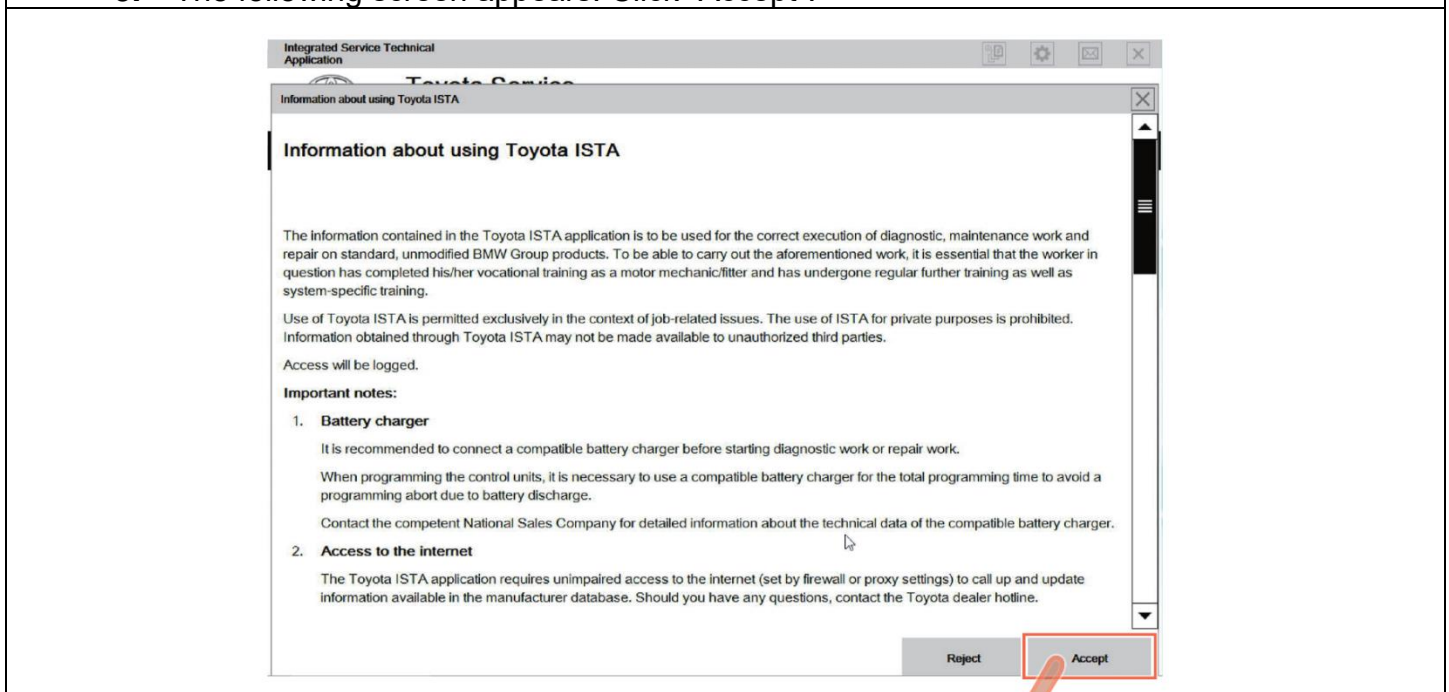 The following screen appears. Click "Accept".
Integrated Service Technical
Application
Toyota Service
Information about using Toyota ISTA
Information about using Toyota ISTA
The information contained in the Toyota ISTA application is to be used for the correct execution of diagnostic, maintenance work and
repair on standard, unmodified BMW Group products. To be able to carry out the aforementioned work, it is essential that the worker in
question has completed his/her vocational training as a motor mechanic/fitter and has undergone regular further training as well as
system-specific training.
Use of Toyota ISTA is permitted exclusively in the context of job-related issues. The use of ISTA for private purposes is prohibited.
Information obtained through Toyota ISTA may not be made available to unauthorized third parties.
Access will be logged.
Important notes:
1. Battery charger
It is recommended to connect a compatible battery charger before starting diagnostic work or repair work.
When programming the control units, it is necessary to use a compatible battery charger for the total programming time to avoid a
programming abort due to battery discharge.
Contact the competent National Sales Company for detailed information about the technical data of the compatible battery charger.
2. Access to the internet
The Toyota ISTA application requires unimpaired access to the internet (set by firewall or proxy settings) to call up and update
information available in the manufacturer database. Should you have any questions, contact the Toyota dealer hotline.
Reject
Accept